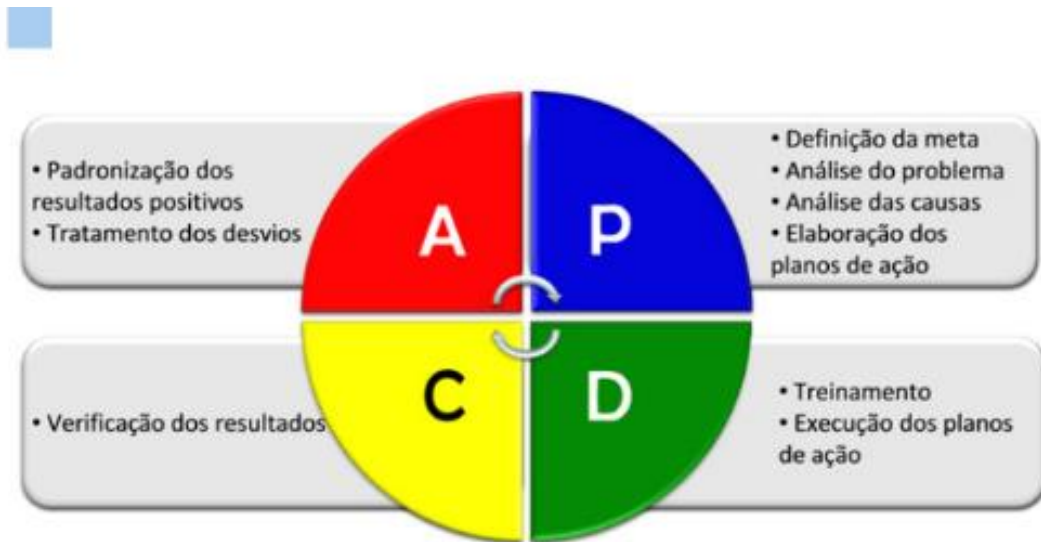 • Padronização dos
resultados positivos
• Tratamento dos desvios
A
P
• Definição da meta
• Análise do problema
• Análise das causas
• Elaboração dos
planos de ação
• Verificação dos resultados
C
D
• Treinamento
• Execução dos planos
de ação